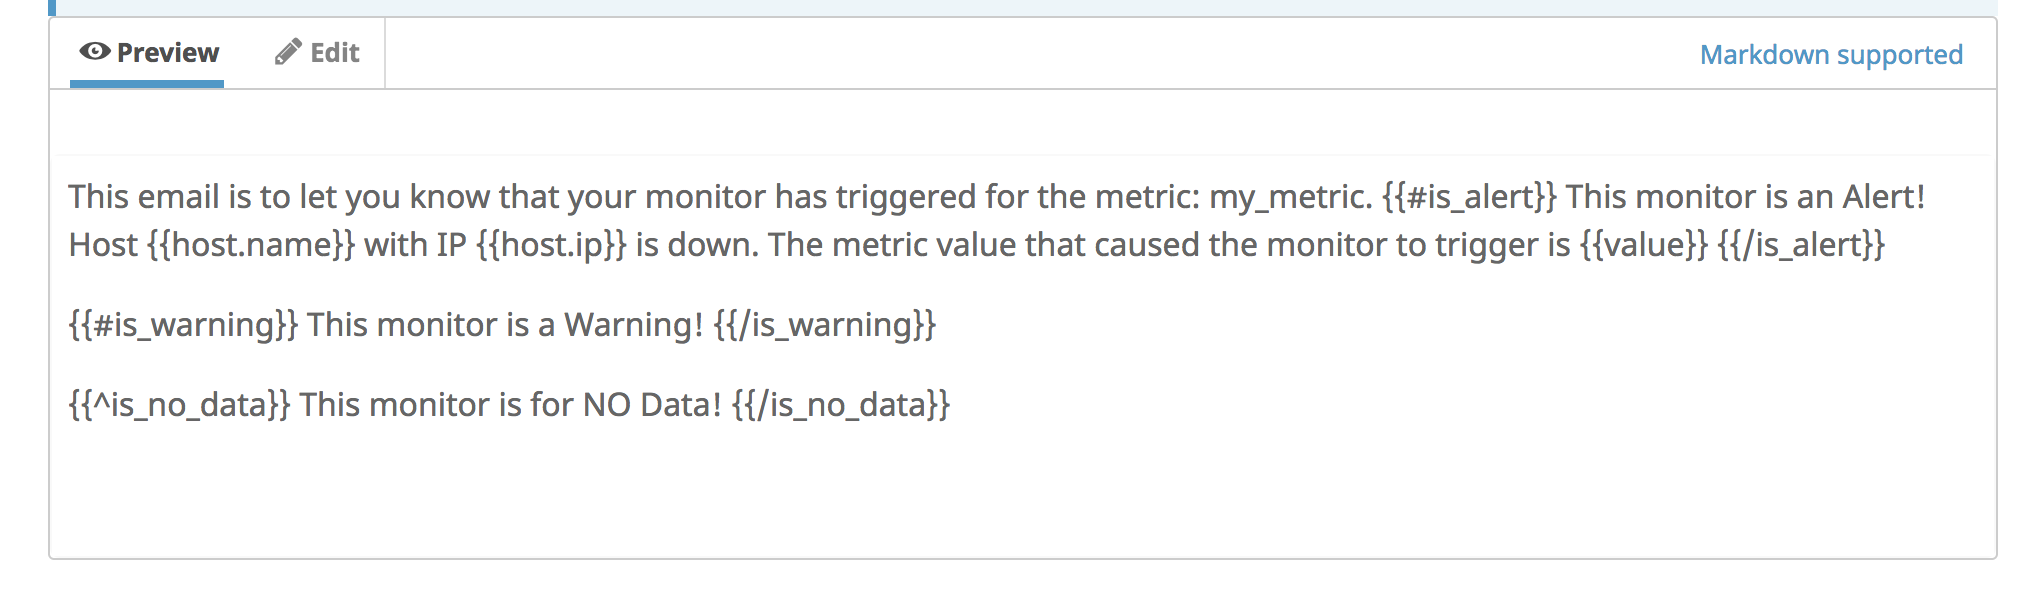 Preview Edit Markdown supported
This email is to let you know that your monitor has triggered for the metric: my_metric. {{#is_alert}} This monitor is an Alert!
Host {{host.name}} with IP {{host.ip}} is down. The metric value that caused the monitor to trigger is {{value}} {{/is_alert}}
{{#is_warning}} This monitor is a Warning! {{/is_warning}}
{{^is_no_data}} This monitor is for NO Data! {{/is_no_data}}